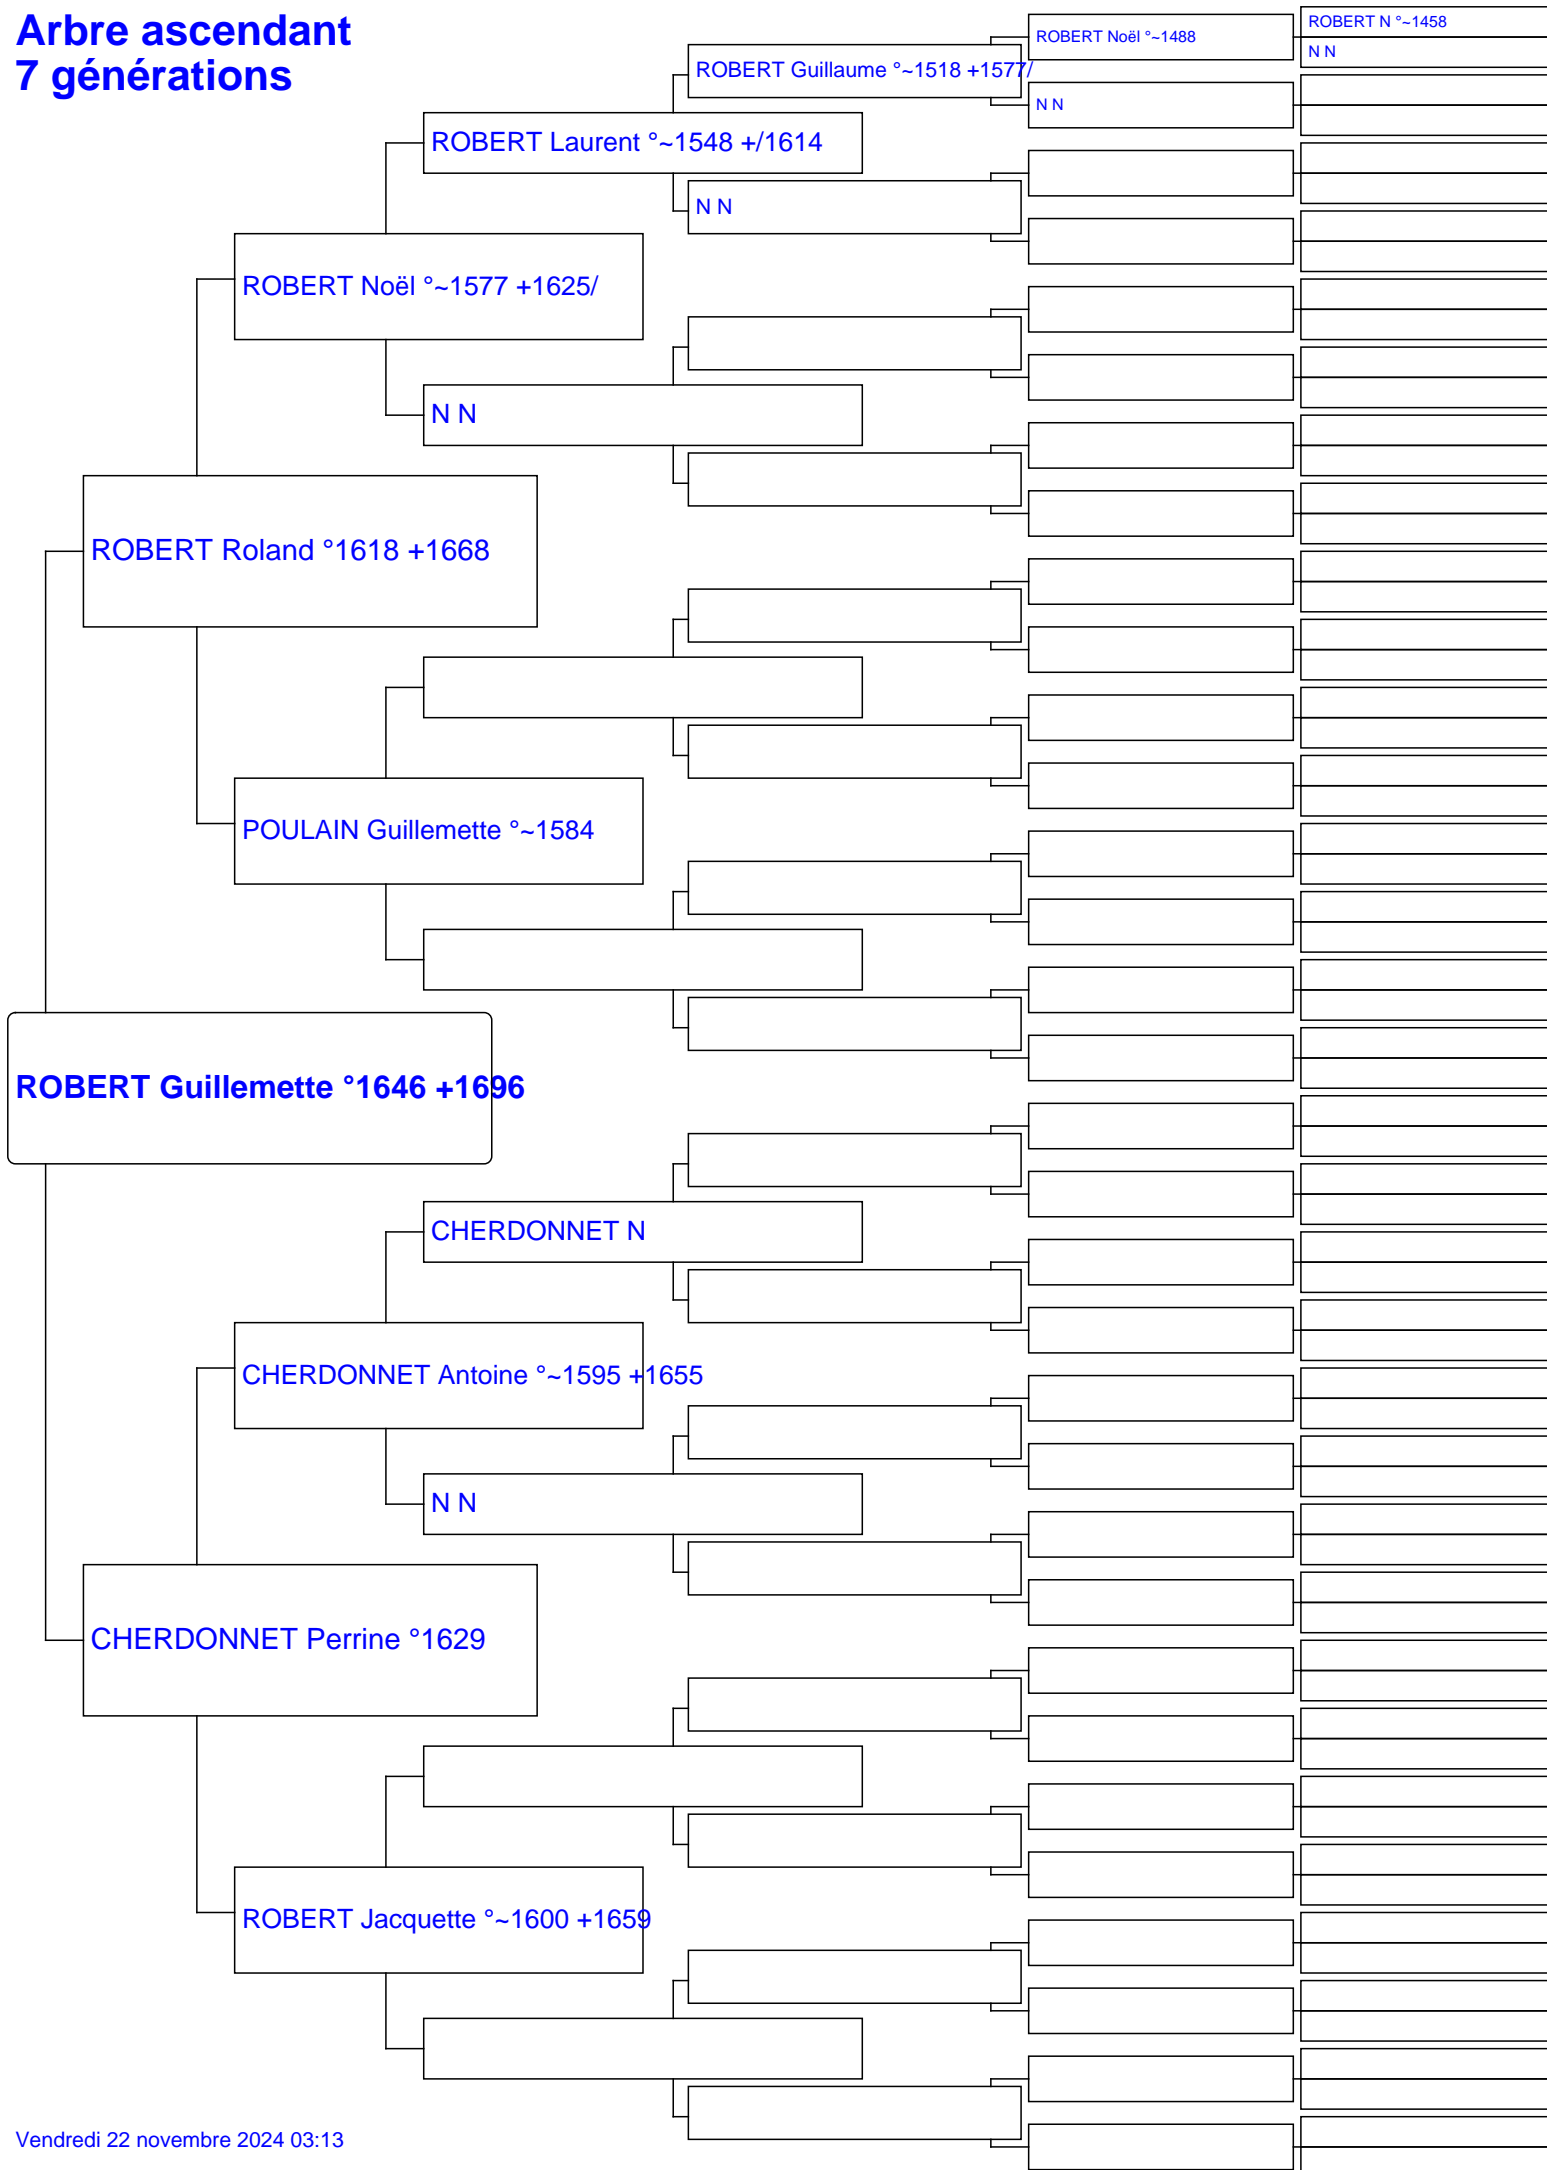 Arbre ascendant
7 générations
ROBERT Noël °~1488
ROBERT N °~1458
N N
ROBERT Guillaume °~1518 +1577/
N N
ROBERT Laurent °~1548 +/1614
N N
ROBERT Noël °~1577 +1625/
N N
ROBERT Roland °1618 +1668
POULAIN Guillemette °~1584
ROBERT Guillemette °1646 +1696
CHERDONNET N
CHERDONNET Antoine °~1595 +1655
N N
CHERDONNET Perrine °1629
ROBERT Jacquette °~1600 +1659
Vendredi 22 novembre 2024 03:13